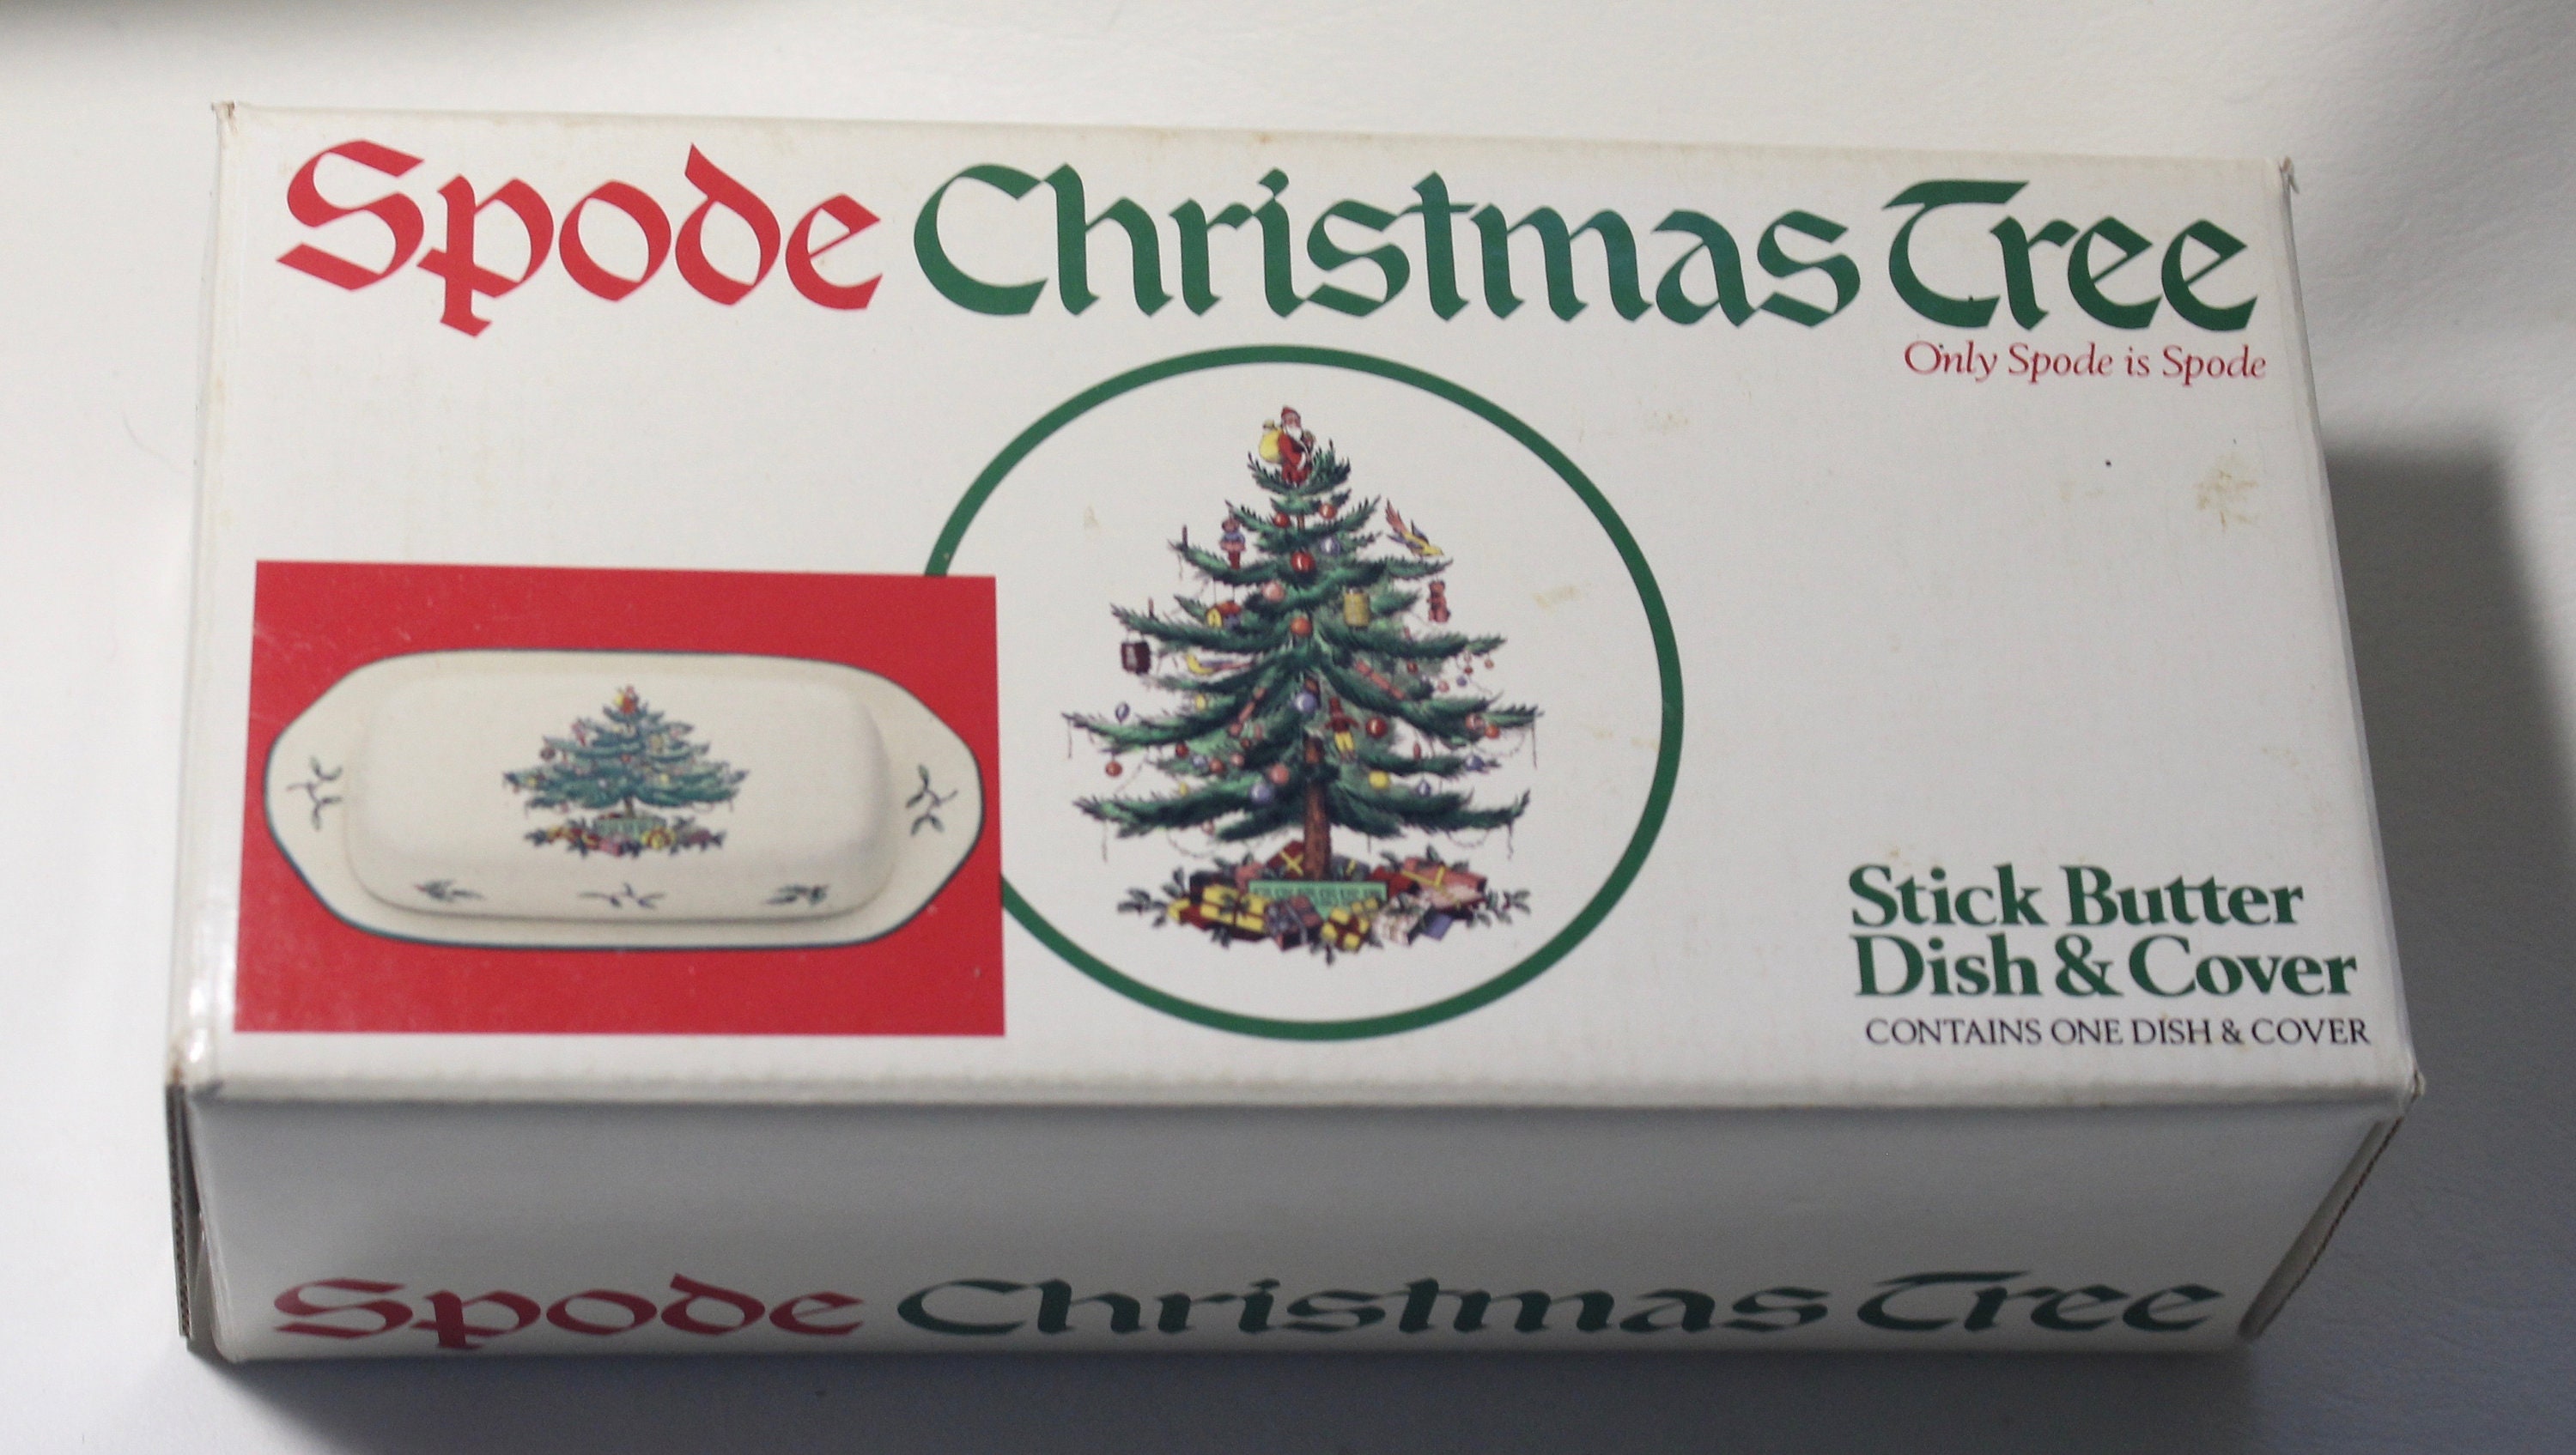 Spode Christmas Tree
Only Spode is Spode
Stick Butter
Dish & Cover
CONTAINS ONE DISH & COVER
Spode Christmas Tree